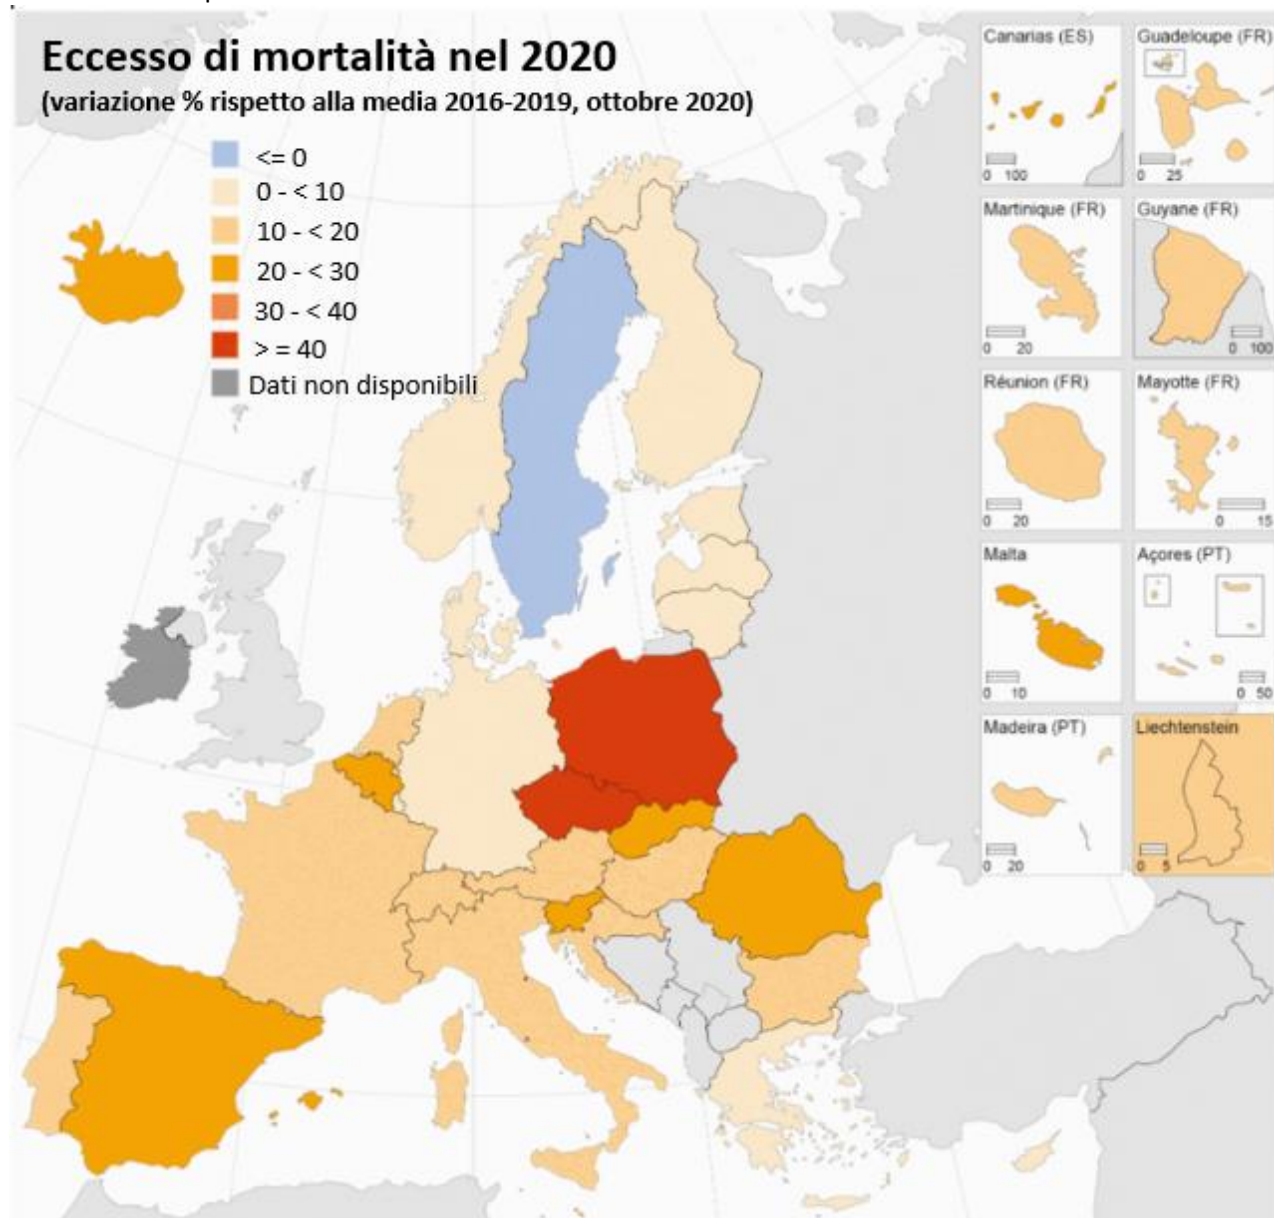 Eccesso di mortalità nel 2020
(variazione % rispetto alla media 2016-2019, ottobre 2020)
<= 0
0 - < 10
10 - < 20
20 - < 30
30 - < 40
> = 40
Dati non disponibili
Canarias (ES)
0 100
Guadeloupe (FR)
0 25
Martinique (FR)
0 20
Guyane (FR)
0 100
Réunion (FR)
0 20
Mayotte (FR)
0 15
Malta
0 10
Açores (PT)
0 50
Madeira (PT)
0 20
Liechtenstein
0 5